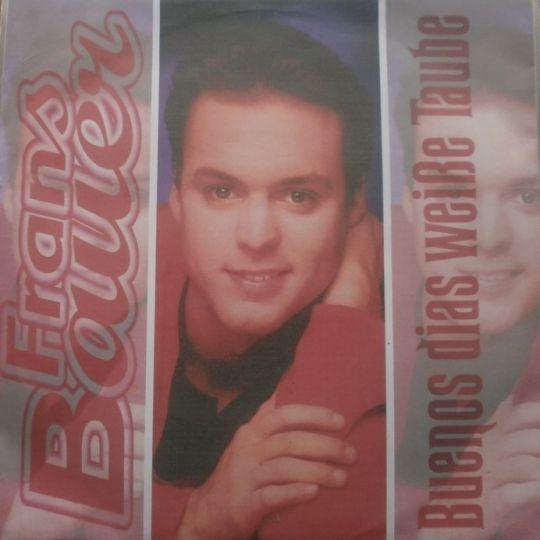 Frans
Bauer
Buenos dias weiße Taube